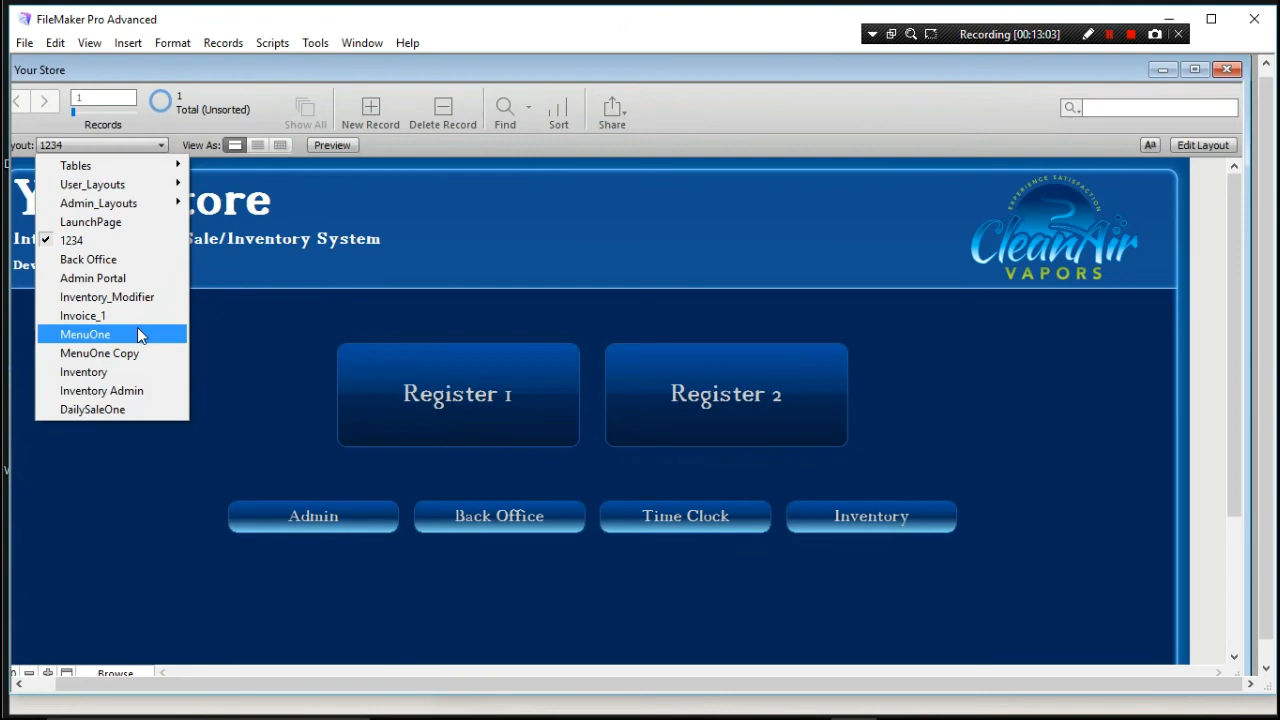 FileMaker Pro Advanced
File Edit View Insert Format Records Scripts Tools Window Help
Recording [00:13:03]
Your Store
1
1
Total (Unsorted)
Records
Show All
New Record
Delete Record
Find
Sort
Share
yout: 1234
View As:
Preview
Aa
Edit Layout
Tables
User_Layouts
Admin_Layouts
LaunchPage
1234
Back Office
Admin Portal
Inventory_Modifier
Invoice_1
MenuOne
MenuOne Copy
Inventory
Inventory Admin
DailySaleOne
Y tore
Int Sale/Inventory System
Dev
EXPERIENCE SATISFACTION
CleanAir
VAPORS
Register 1
Register 2
Admin
Back Office
Time Clock
Inventory
Browse